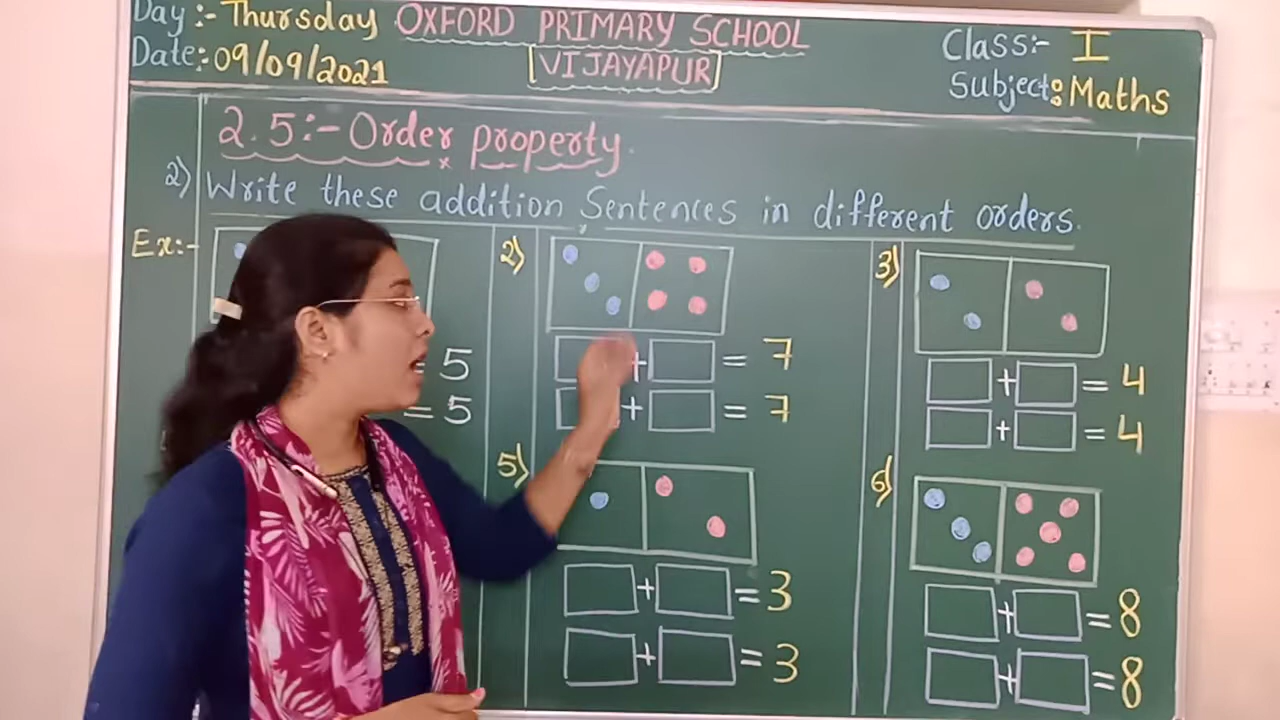 Day :- Thursday OXFORD PRIMARY SCHOOL Class:- I
Date:- 09/09/2021 [VIJAYAPUR] Subject: Maths
2.5:- Order property.
2) Write these addition Sentences in different orders.
Ex:-
= 5
= 5
2)
+ = 7
+ = 7
3)
+ = 4
+ = 4
5)
+ = 3
+ = 3
6)
+ = 8
+ = 8